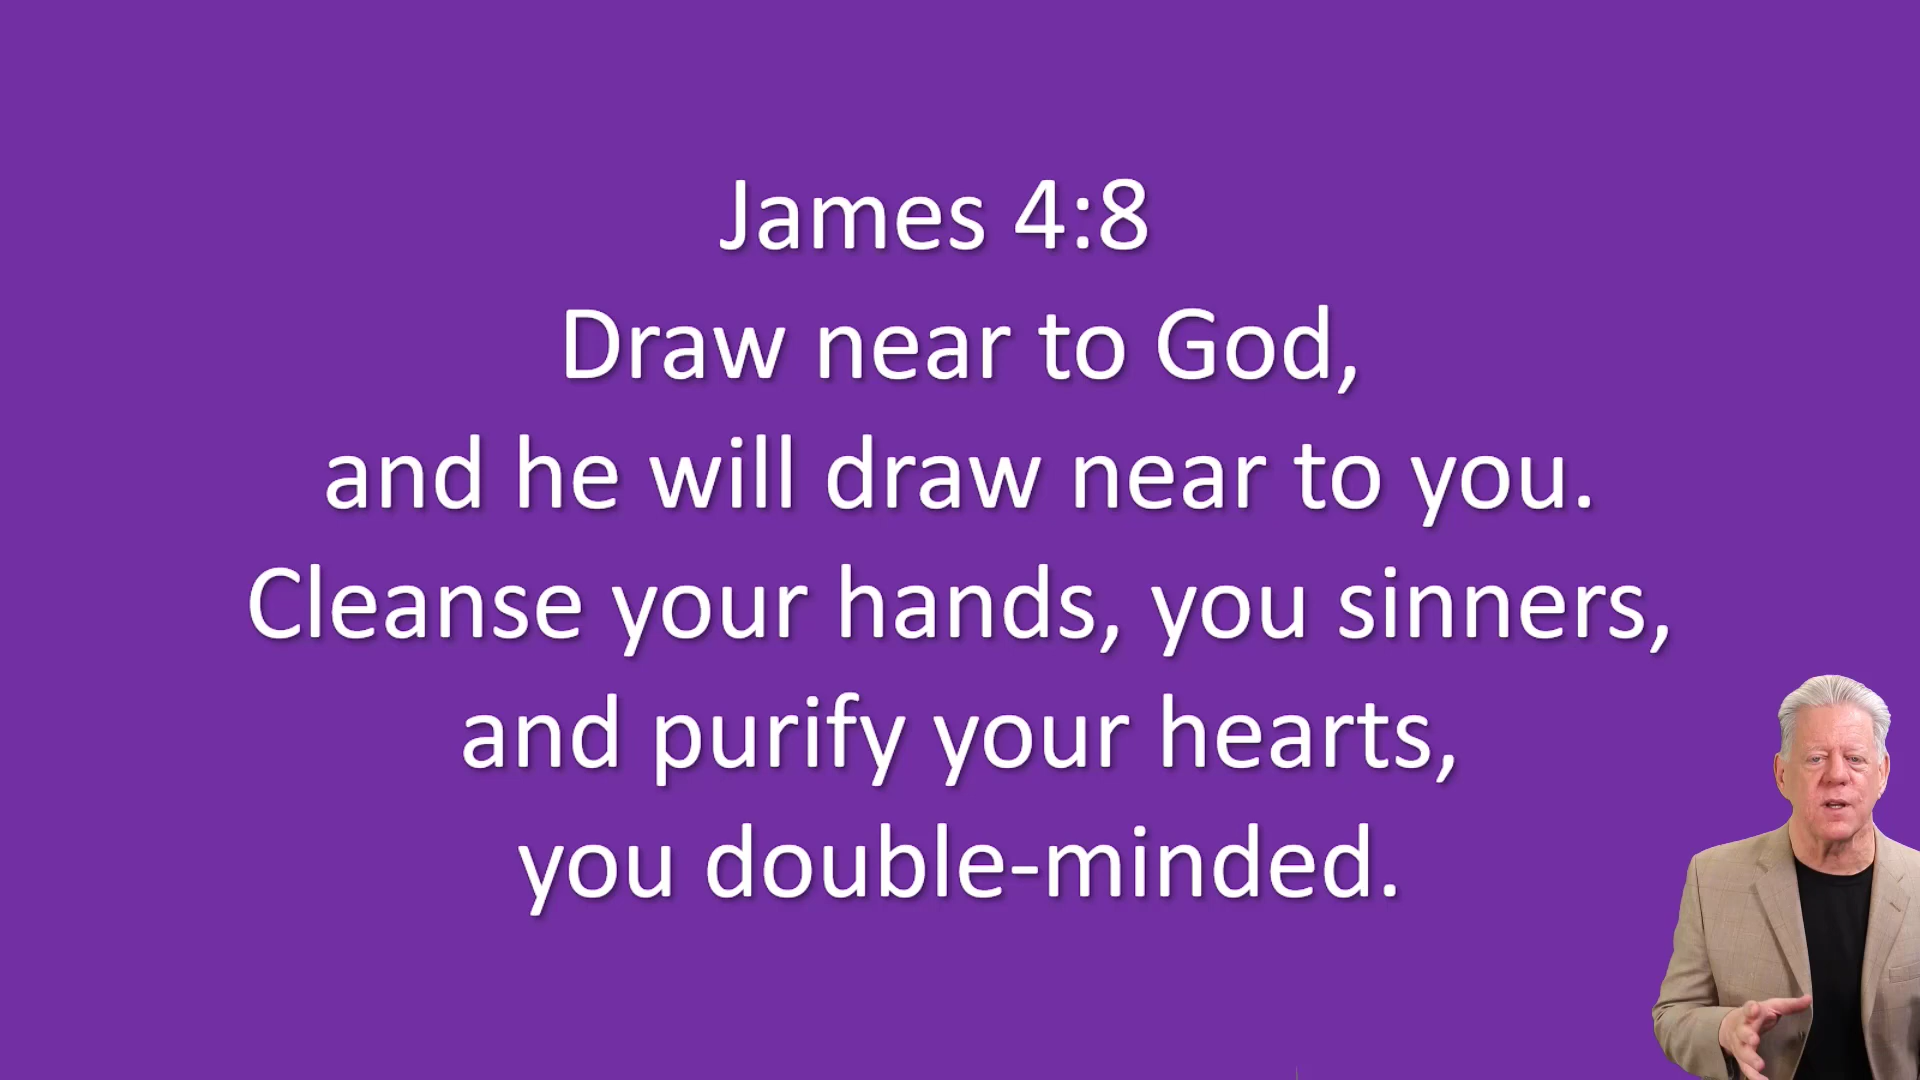 James 4:8
Draw near to God,
and he will draw near to you.
Cleanse your hands, you sinners,
and purify your hearts,
you double-minded.